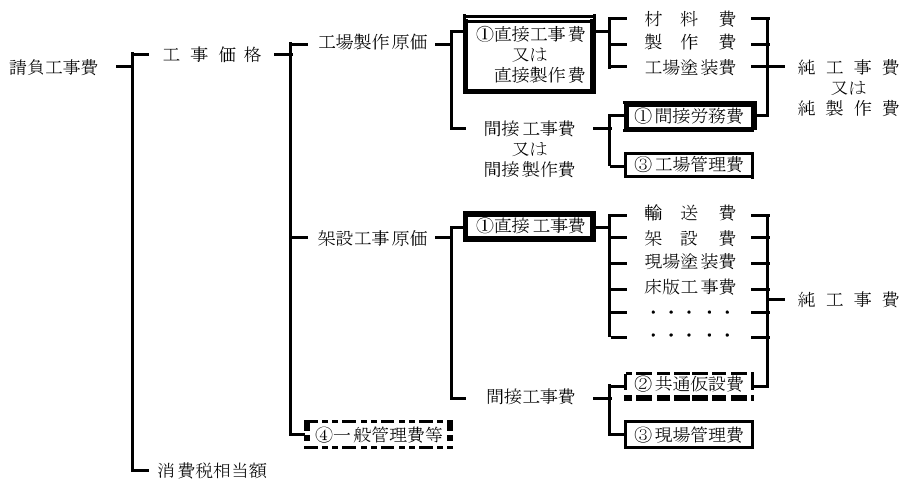 請負工事費
工事価格
工場製作原価
①直接工事費
又は
直接製作費
材料費
製作費
工場塗装費
純工事費
又は
純製作費
間接工事費
又は
間接製作費
①間接労務費
③工場管理費
架設工事原価
①直接工事費
輸送費
架設費
現場塗装費
床版工事費
・・・・・
・・・・・
純工事費
間接工事費
②共通仮設費
③現場管理費
④一般管理費等
消費税相当額